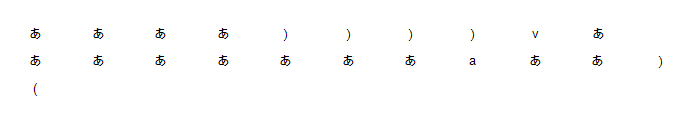 あ あ あ あ ) ) ) ) v あ
あ あ あ あ あ あ あ a あ あ )
(